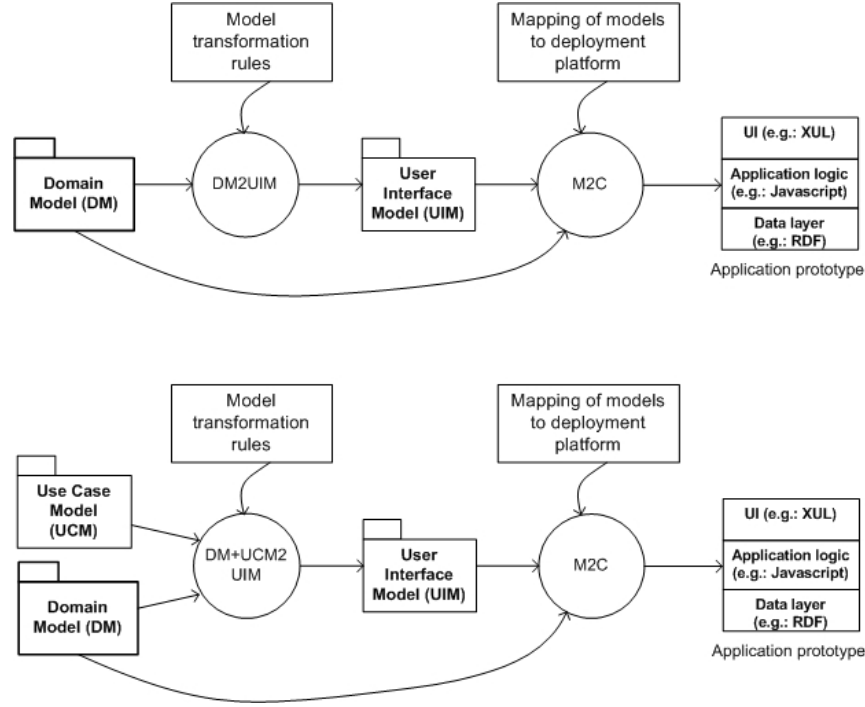 Model
transformation
rules
Mapping of models
to deployment
platform
Domain
Model (DM)
DM2UIM
User
Interface
Model (UIM)
M2C
UI (e.g.: XUL)
Application logic
(e.g.: Javascript)
Data layer
(e.g.: RDF)
Application prototype
Model
transformation
rules
Mapping of models
to deployment
platform
Use Case
Model
(UCM)
Domain
Model (DM)
DM+UCM2
UIM
User
Interface
Model (UIM)
M2C
UI (e.g.: XUL)
Application logic
(e.g.: Javascript)
Data layer
(e.g.: RDF)
Application prototype